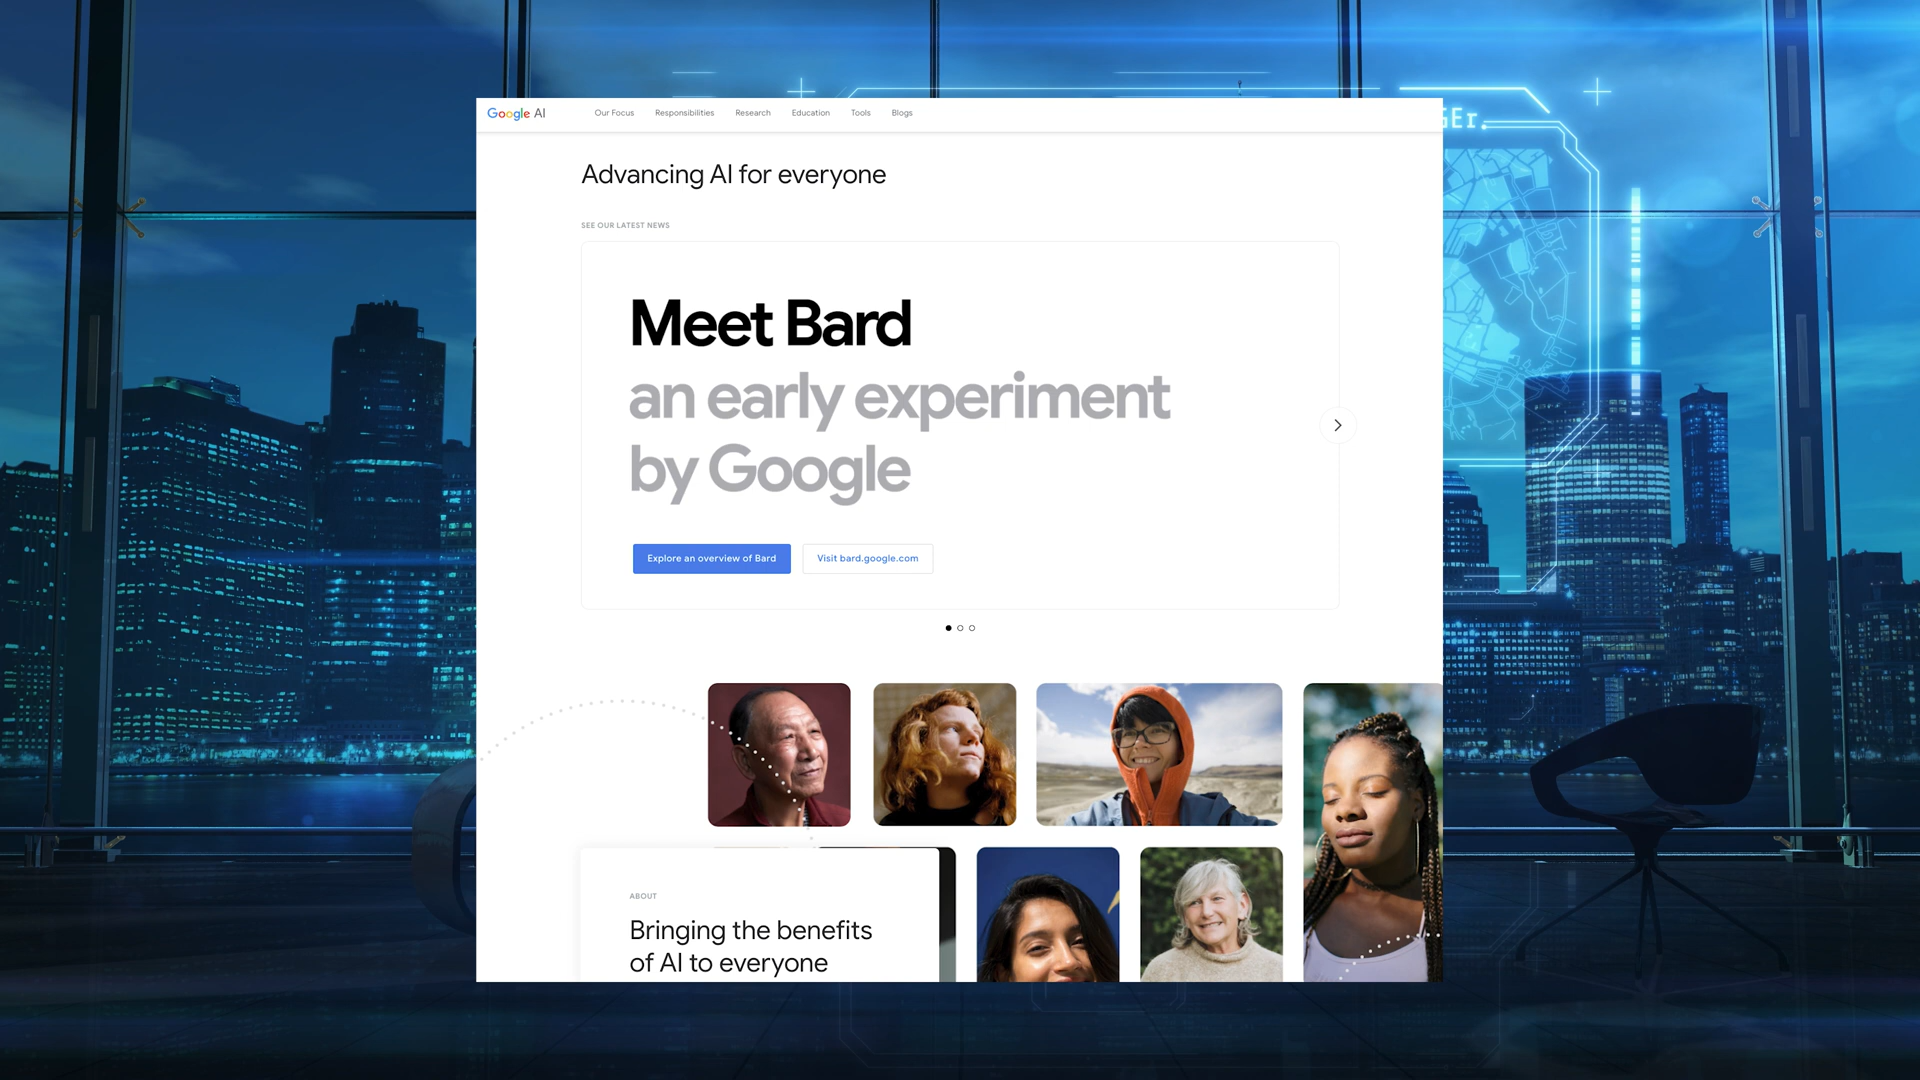 Google AI
Our Focus
Responsibilities
Research
Education
Tools
Blogs
Advancing AI for everyone
SEE OUR LATEST NEWS
Meet Bard
an early experiment
by Google
Explore an overview of Bard
Visit bard.google.com
ABOUT
Bringing the benefits
of AI to everyone